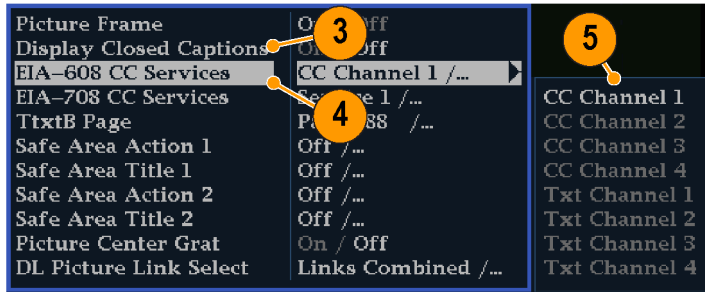 Picture Frame On / Off
Display Closed Captions On / Off
EIA-608 CC Services CC Channel 1 /...
EIA-708 CC Services 1 /...
TtxtB Page 88 /...
Safe Area Action 1 Off /...
Safe Area Title 1 Off /...
Safe Area Action 2 Off /...
Safe Area Title 2 Off /...
Picture Center Grat On / Off
DL Picture Link Select Links Combined /...
3
4
5
CC Channel 1
CC Channel 2
CC Channel 3
CC Channel 4
Txt Channel 1
Txt Channel 2
Txt Channel 3
Txt Channel 4